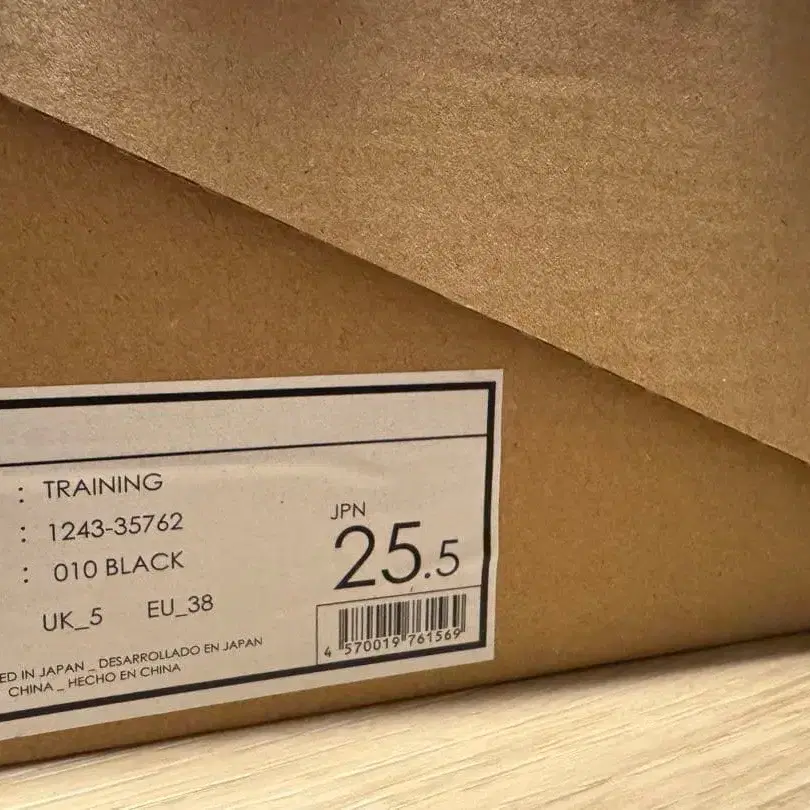 : TRAINING
: 1243-35762
: 010 BLACK
UK_5 EU_38
JPN
25.5
4 570019 761569
ED IN JAPAN _ DESARROLLADO EN JAPAN
CHINA _ HECHO EN CHINA